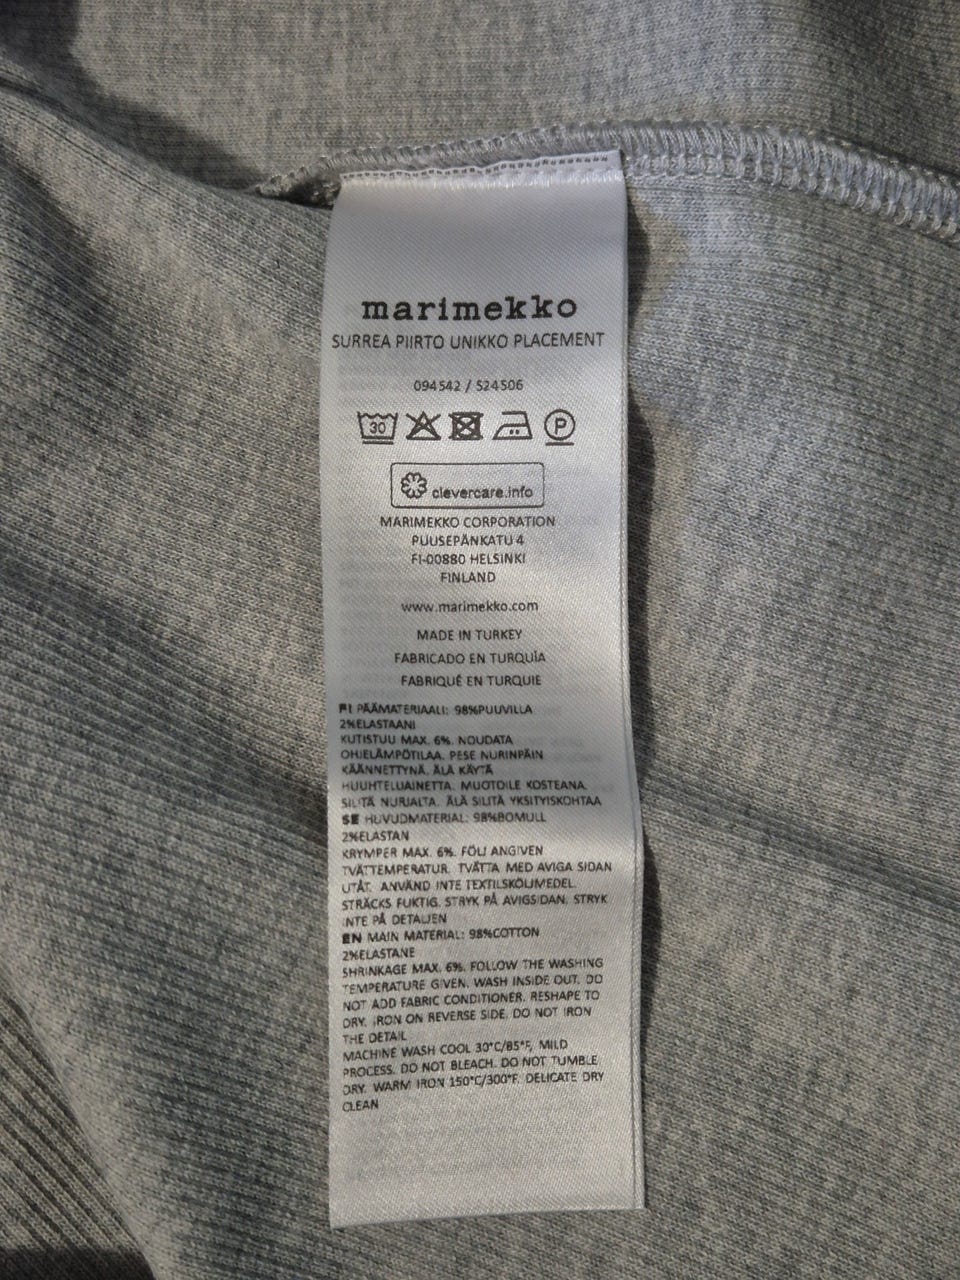 marimekko
SURREA PIIRTO UNIKKO PLACEMENT
094542 / S24506
30 P
clevercare.info
MARIMEKKO CORPORATION
PUUSEPÄNKATU 4
FI-00880 HELSINKI
FINLAND
www.marimekko.com
MADE IN TURKEY
FABRICADO EN TURQUÍA
FABRIQUÉ EN TURQUIE
FI PÄÄMATERIAALI: 98%PUUVILLA
2%ELASTAANI
KUTISTUU MAX. 6%. NOUDATA
OHJELÄMPÖTILAA. PESE NURINPÄIN
KÄÄNNETTYNÄ. ÄLÄ KÄYTÄ
HUUHTELUAINETTA. MUOTOILE KOSTEANA.
SILITÄ NURJALTA. ÄLÄ SILITÄ YKSITYISKOHTAA
SE HUVUDMATERIAL: 98%BOMULL
2%ELASTAN
KRYMPER MAX. 6%. FÖLJ ANGIVEN
TVÄTTEMPERATUR. TVÄTTA MED AVIGA SIDAN
UTÅT. ANVÄND INTE TEXTILSKÖLJMEDEL.
STRÄCKS FUKTIG. STRYK PÅ AVIGSIDAN. STRYK
INTE PÅ DETALJEN
EN MAIN MATERIAL: 98%COTTON
2%ELASTANE
SHRINKAGE MAX. 6%. FOLLOW THE WASHING
TEMPERATURE GIVEN. WASH INSIDE OUT. DO
NOT ADD FABRIC CONDITIONER. RESHAPE TO
DRY. IRON ON REVERSE SIDE. DO NOT IRON
THE DETAIL
MACHINE WASH COOL 30°C/85°F, MILD
PROCESS. DO NOT BLEACH. DO NOT TUMBLE
DRY. WARM IRON 150°C/300°F. DELICATE DRY
CLEAN